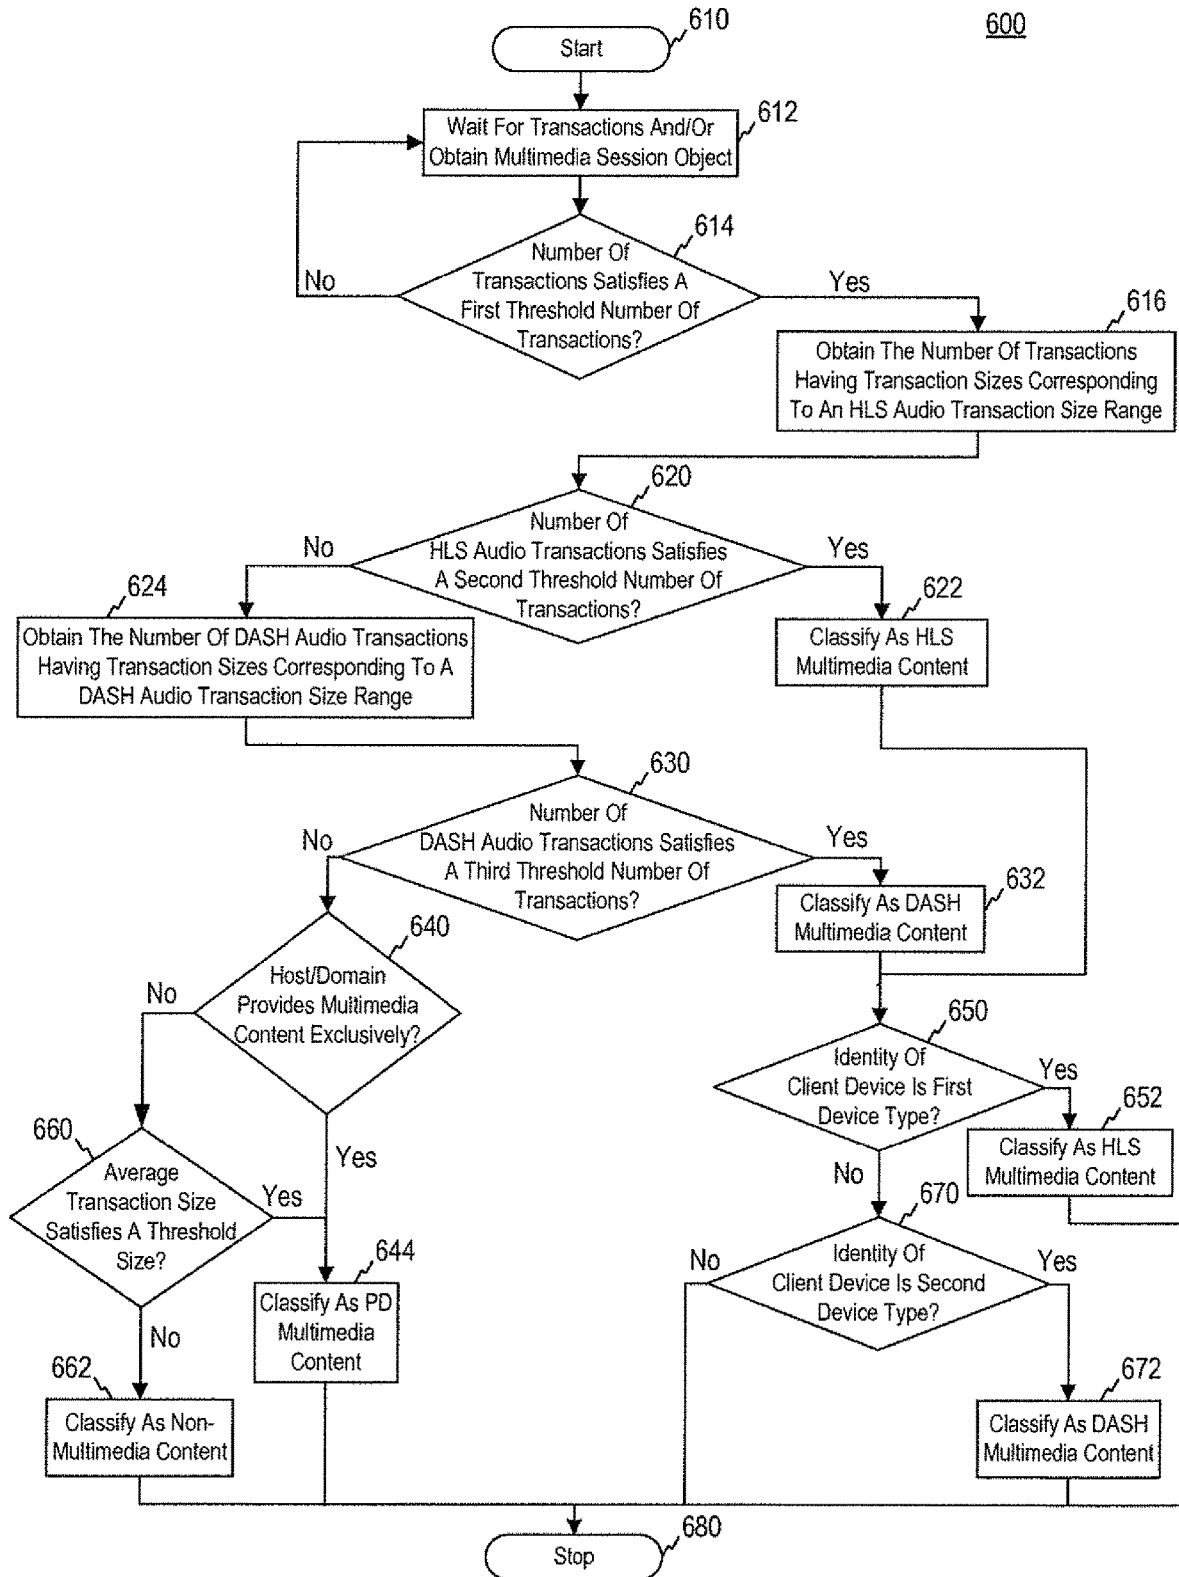 600
610
Start
612
Wait For Transactions And/Or
Obtain Multimedia Session Object
614
Number Of
Transactions Satisfies A
First Threshold Number Of
Transactions?
No
Yes
616
Obtain The Number Of Transactions
Having Transaction Sizes Corresponding
To An HLS Audio Transaction Size Range
620
Number Of
HLS Audio Transactions Satisfies
A Second Threshold Number Of
Transactions?
No
Yes
624
Obtain The Number Of DASH Audio Transactions
Having Transaction Sizes Corresponding To A
DASH Audio Transaction Size Range
622
Classify As HLS
Multimedia Content
630
Number Of
DASH Audio Transactions Satisfies
A Third Threshold Number Of
Transactions?
No
Yes
632
Classify As DASH
Multimedia Content
640
Host/Domain
Provides Multimedia
Content Exclusively?
No
Yes
650
Identity Of
Client Device Is First
Device Type?
Yes
No
652
Classify As HLS
Multimedia Content
660
Average
Transaction Size
Satisfies A Threshold
Size?
Yes
No
644
Classify As PD
Multimedia
Content
670
Identity Of
Client Device Is Second
Device Type?
No
Yes
662
Classify As Non-
Multimedia Content
672
Classify As DASH
Multimedia Content
680
Stop